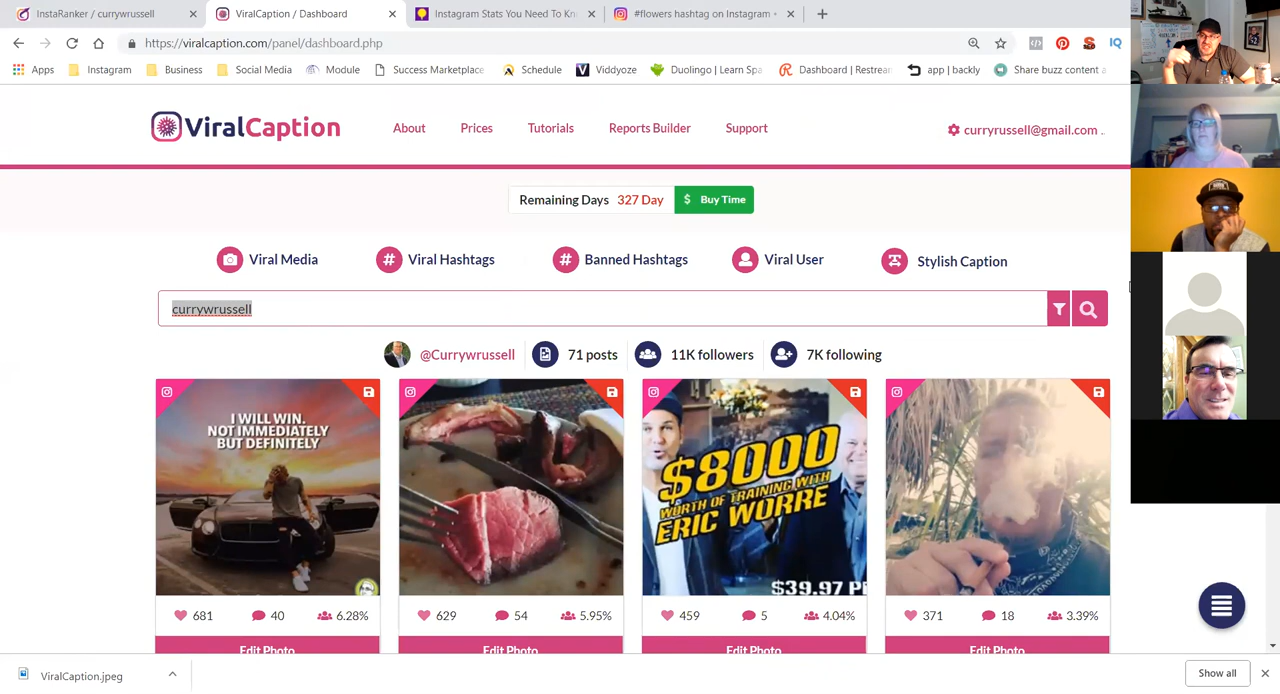 InstaRanker / currywrussell
ViralCaption / Dashboard
Instagram Stats You Need To Kn
#flowers hashtag on Instagram •
https://viralcaption.com/panel/dashboard.php
IQ
Apps
Instagram
Business
Social Media
Module
Success Marketplace
Schedule
Viddyoze
Duolingo | Learn Spa
Dashboard | Restrea
app | backly
Share buzz content a
ViralCaption
About
Prices
Tutorials
Reports Builder
Support
curryrussell@gmail.com ..
Remaining Days 327 Day
$ Buy Time
Viral Media
Viral Hashtags
Banned Hashtags
Viral User
Stylish Caption
currywrussell
@Currywrussell
71 posts
11K followers
7K following
I WILL WIN.
NOT IMMEDIATELY
BUT DEFINITELY
$8000
WORTH OF TRAINING WITH
ERIC WORRE
$39.97 P
681 40 6.28%
629 54 5.95%
459 5 4.04%
371 18 3.39%
Edit Photo
Edit Photo
Edit Photo
Edit Photo
ViralCaption.jpeg
Show all